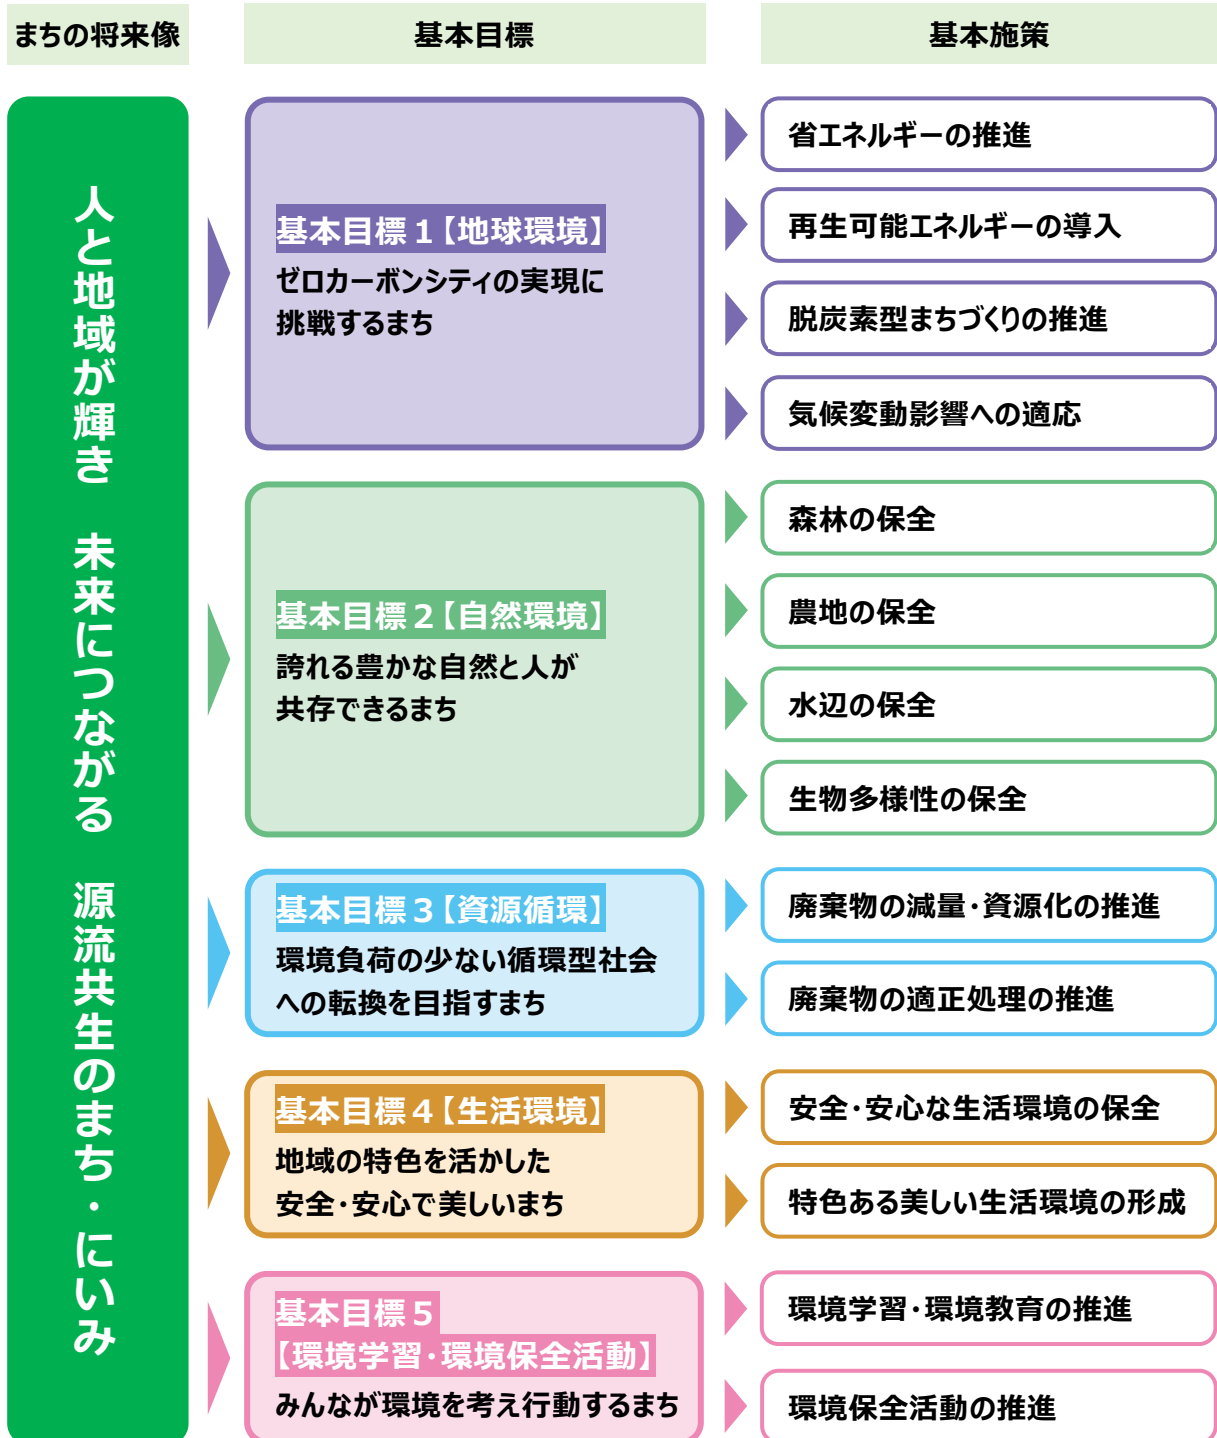 まちの将来像
基本目標
基本施策
人と地域が輝き　未来につながる　源流共生のまち・にいみ
基本目標１【地球環境】
ゼロカーボンシティの実現に
挑戦するまち
省エネルギーの推進
再生可能エネルギーの導入
脱炭素型まちづくりの推進
気候変動影響への適応
基本目標２【自然環境】
誇れる豊かな自然と人が
共存できるまち
森林の保全
農地の保全
水辺の保全
生物多様性の保全
基本目標３【資源循環】
環境負荷の少ない循環型社会
への転換を目指すまち
廃棄物の減量・資源化の推進
廃棄物の適正処理の推進
基本目標４【生活環境】
地域の特色を活かした
安全・安心で美しいまち
安全・安心な生活環境の保全
特色ある美しい生活環境の形成
基本目標５
【環境学習・環境保全活動】
みんなが環境を考え行動するまち
環境学習・環境教育の推進
環境保全活動の推進